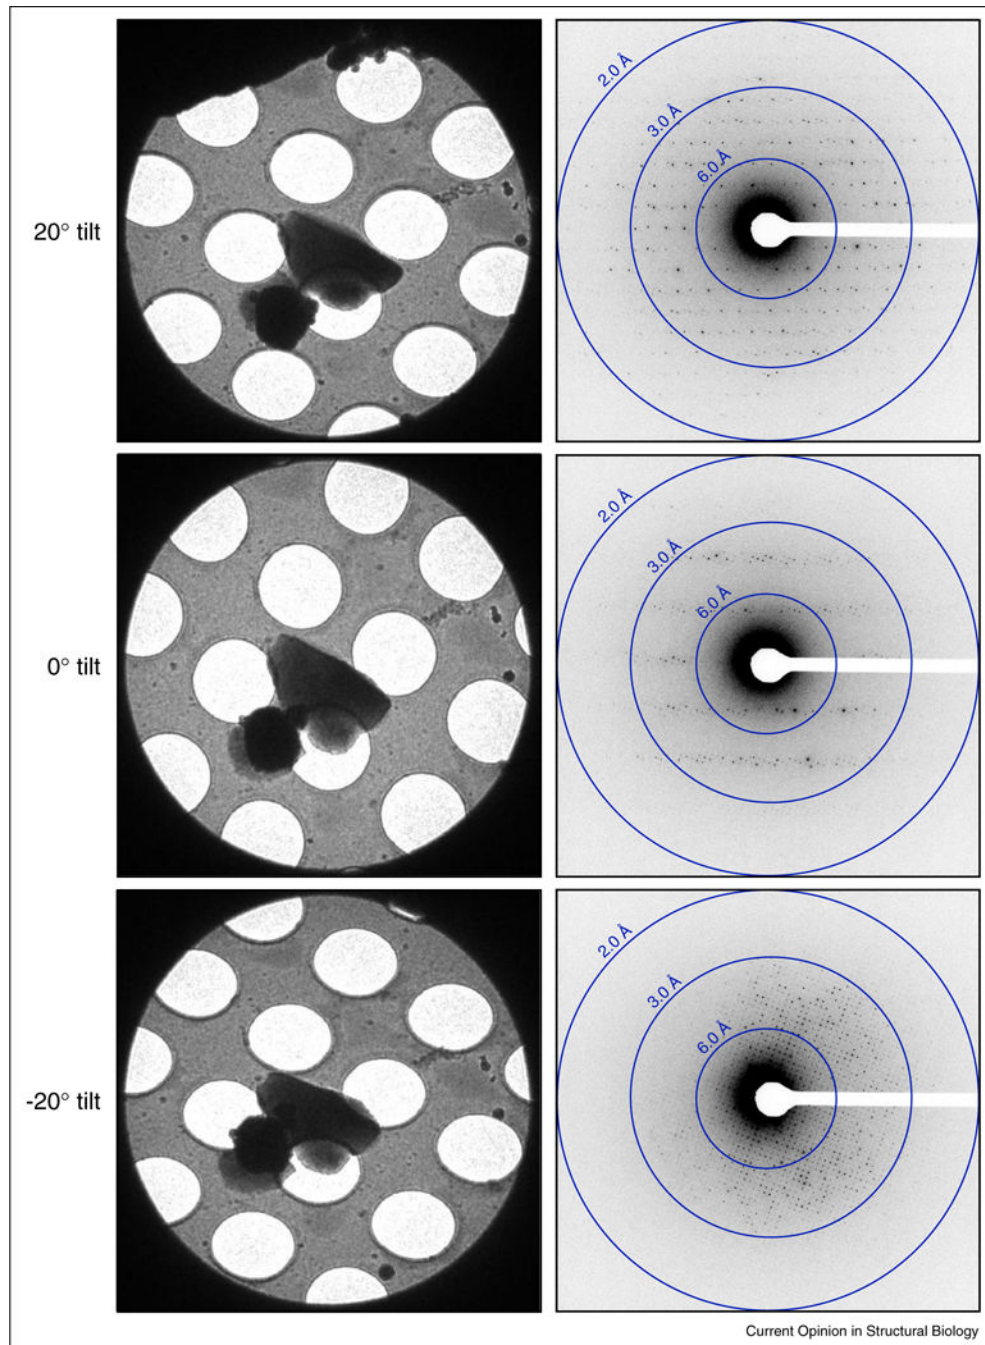 20° tilt
2.0 Å
3.0 Å
6.0 Å
0° tilt
2.0 Å
3.0 Å
6.0 Å
-20° tilt
2.0 Å
3.0 Å
6.0 Å
Current Opinion in Structural Biology